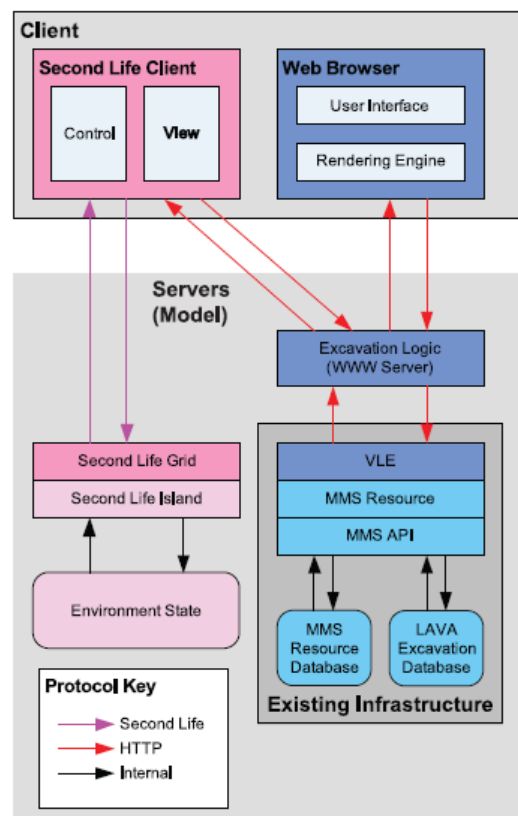 Client
Second Life Client
Control
View
Web Browser
User Interface
Rendering Engine
Servers
(Model)
Excavation Logic
(WWW Server)
Second Life Grid
Second Life Island
Environment State
VLE
MMS Resource
MMS API
MMS
Resource
Database
LAVA
Excavation
Database
Existing Infrastructure
Protocol Key
Second Life
HTTP
Internal